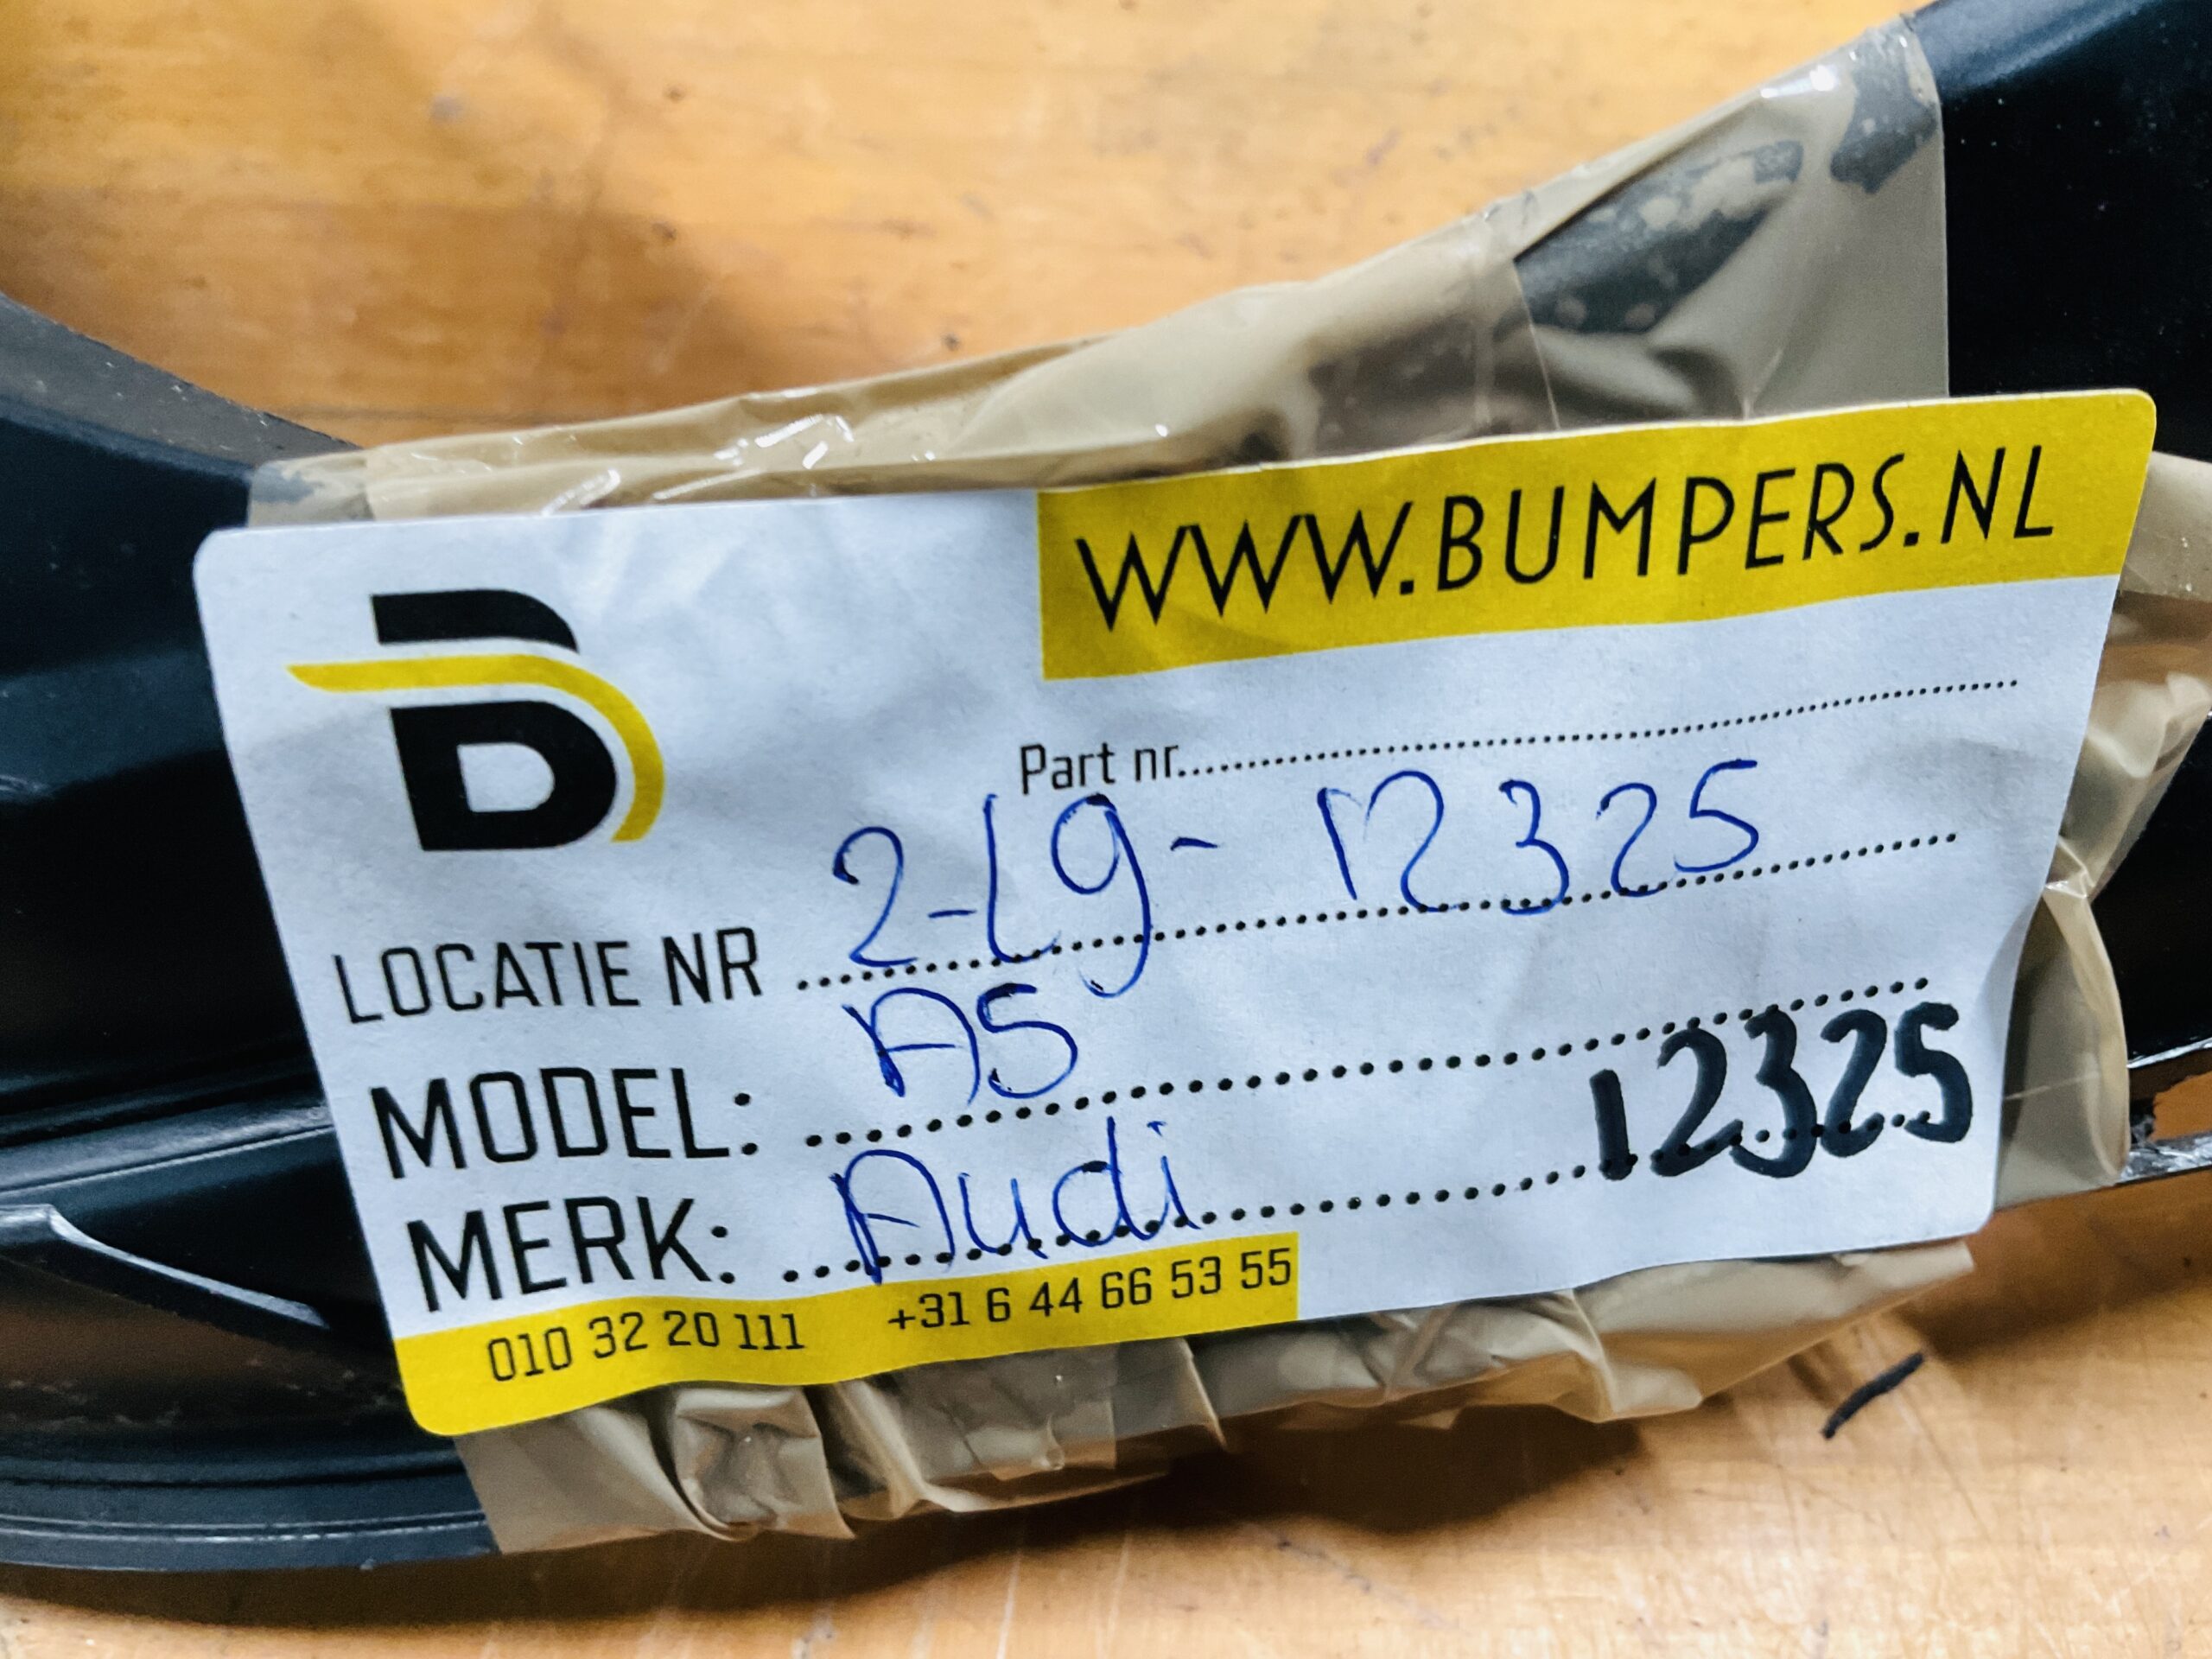 WWW.BUMPERS.NL
B
Part nr..........
LOCATIE NR 2-L9-12325
MODEL: A5
MERK: Audi 12325
010 32 20 111 +31 6 44 66 53 55